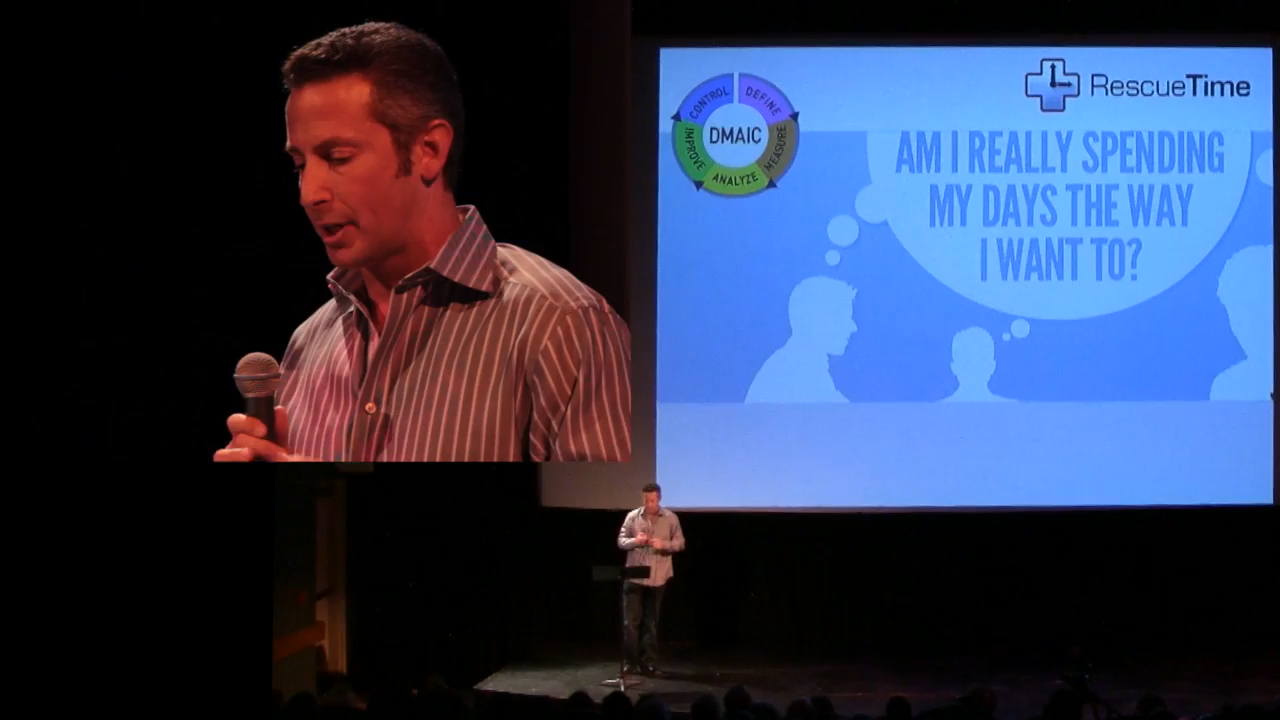 CONTROL
DEFINE
MEASURE
ANALYZE
IMPROVE
DMAIC
RescueTime
AM I REALLY SPENDING
MY DAYS THE WAY
I WANT TO?